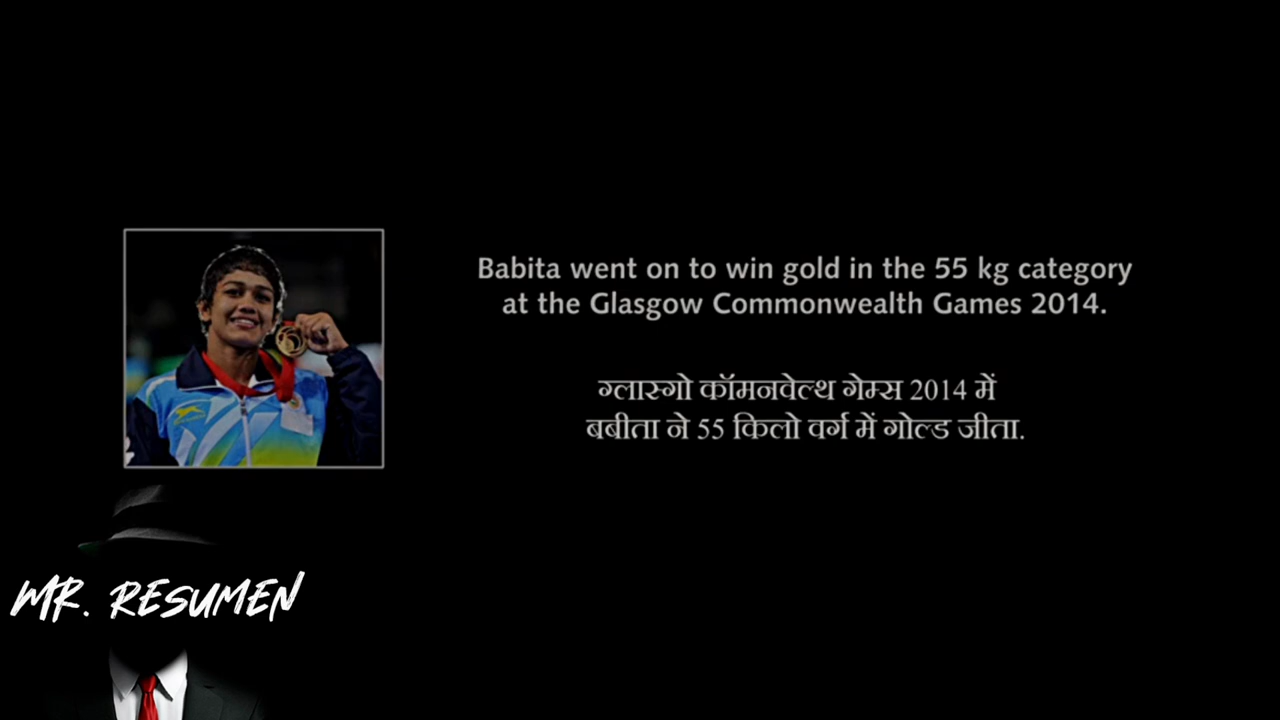 Babita went on to win gold in the 55 kg category
at the Glasgow Commonwealth Games 2014.
ग्लास्गो कॉमनवेल्थ गेम्स 2014 में
बबीता ने 55 किलो वर्ग में गोल्ड जीता.
MR. RESUMEN